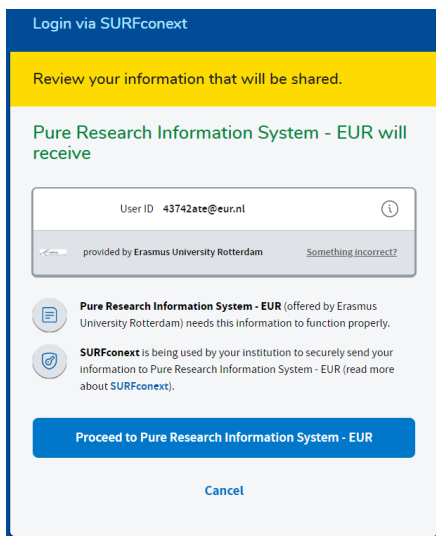 Login via SURFconext
Review your information that will be shared.
Pure Research Information System - EUR will
receive
User ID 43742ate@eur.nl
provided by Erasmus University Rotterdam Something incorrect?
Pure Research Information System - EUR (offered by Erasmus
University Rotterdam) needs this information to function properly.
SURFconext is being used by your institution to securely send your
information to Pure Research Information System - EUR (read more
about SURFconext).
Proceed to Pure Research Information System - EUR
Cancel